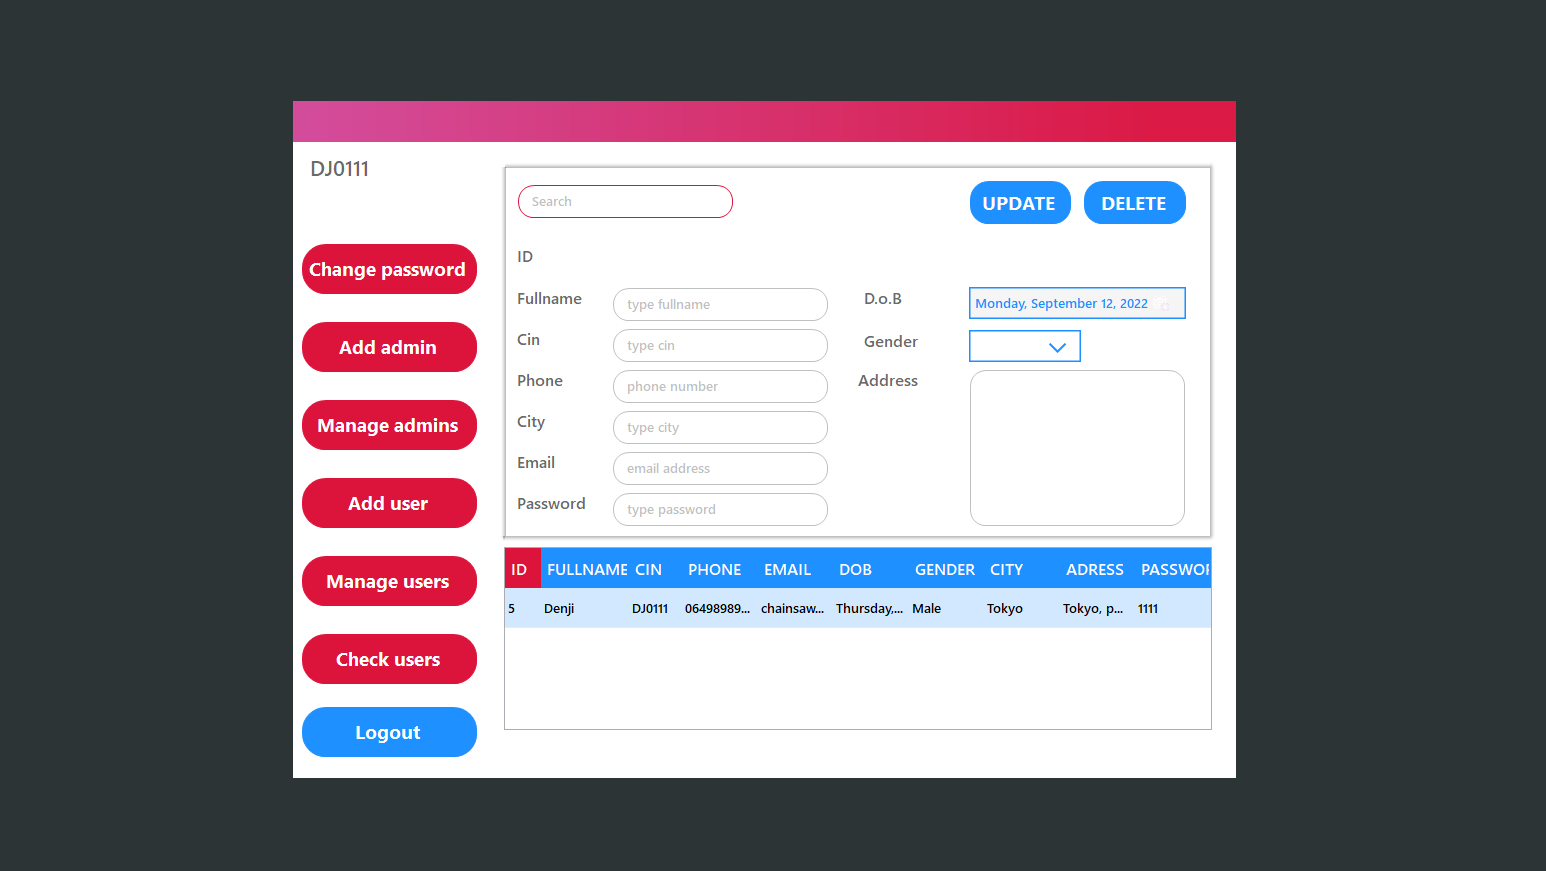 DJ0111
Change password
Add admin
Manage admins
Add user
Manage users
Check users
Logout
Search
UPDATE DELETE
ID
Fullname type fullname D.o.B Monday, September 12, 2022
Cin type cin Gender
Phone phone number Address
City type city
Email email address
Password type password
ID FULLNAME CIN PHONE EMAIL DOB GENDER CITY ADRESS PASSWOR
5 Denji DJ0111 06498989... chainsaw... Thursday,... Male Tokyo Tokyo, p... 1111